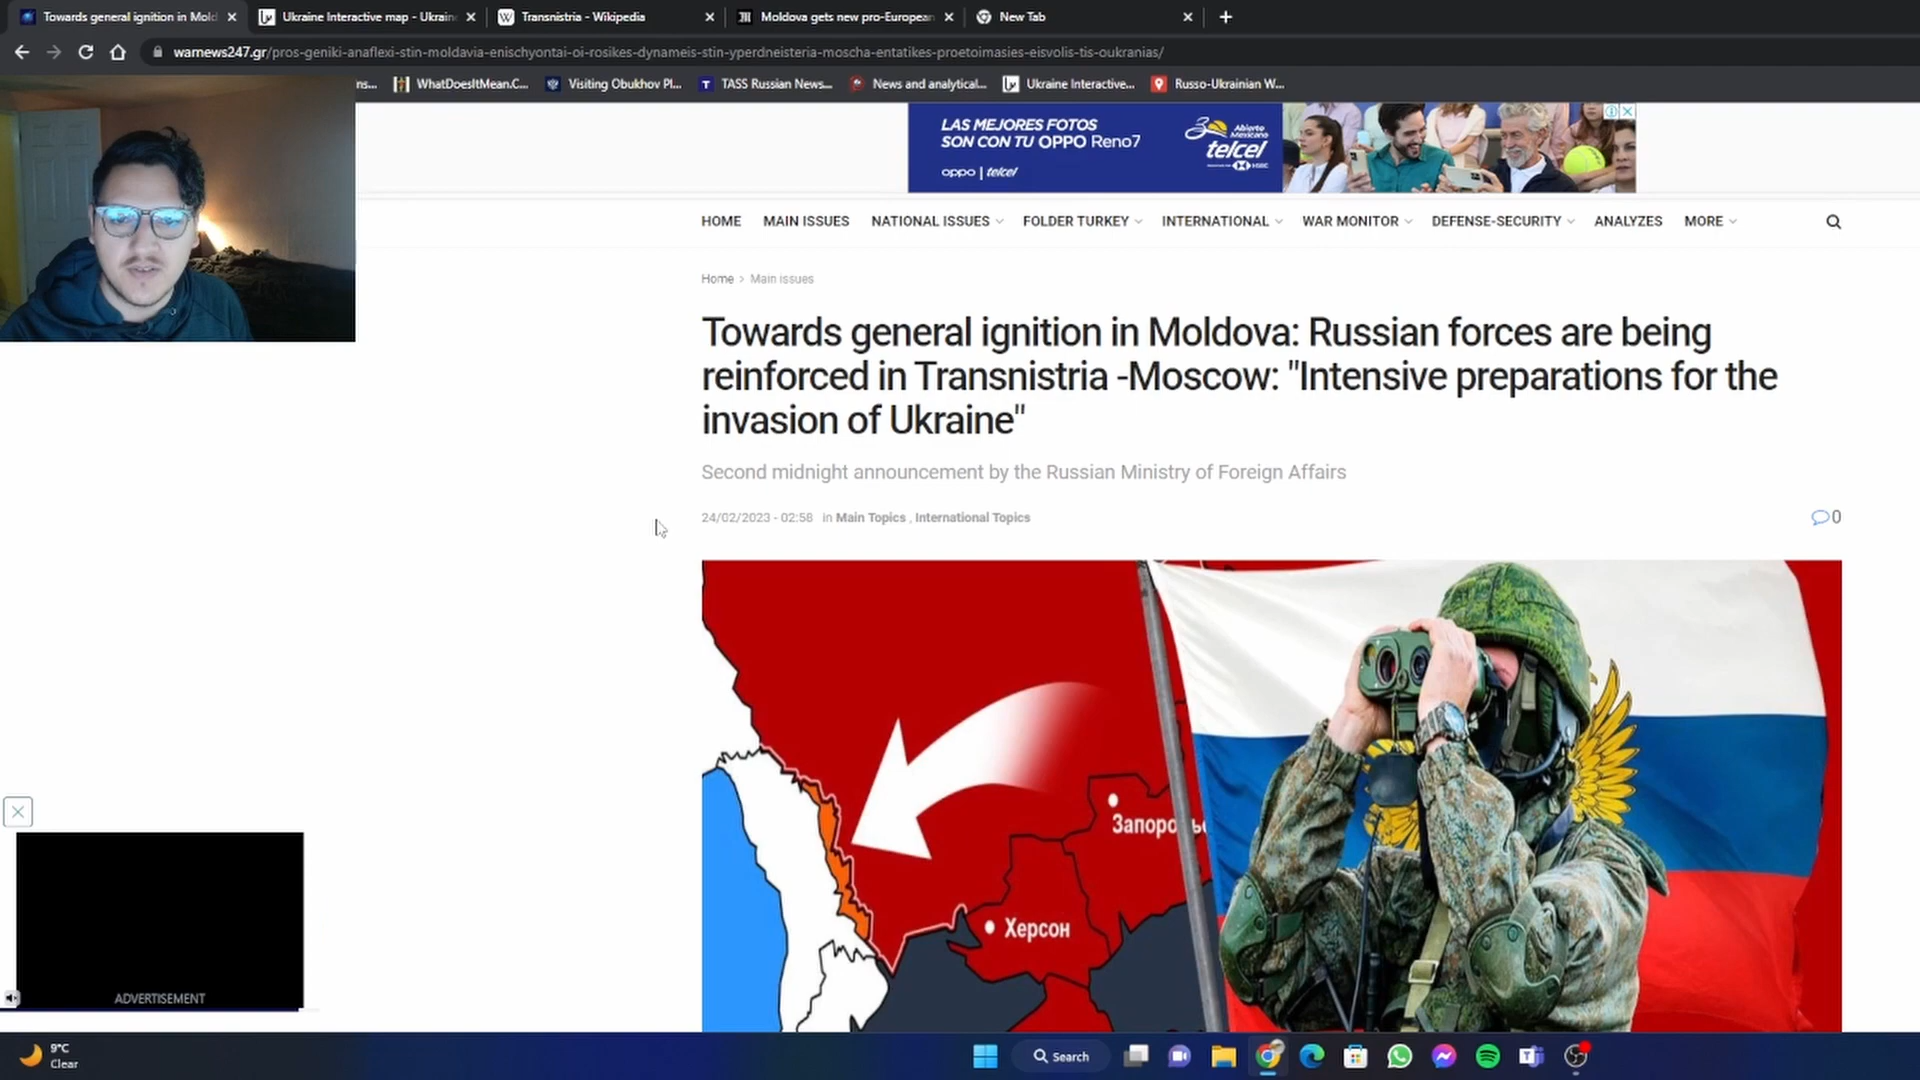 Towards general ignition in Mold
Ukraine Interactive map - Ukrain
Transnistria - Wikipedia
Moldova gets new pro-European
New Tab
warnews247.gr/pros-geniki-anaflexi-stin-moldavia-enischyontai-oi-rosikes-dynameis-stin-yperdneisteria-moscha-entatikes-proetoimasies-eisvolis-tis-oukranias/
ns...
WhatDoesItMean.C...
Visiting Obukhov Pl...
TASS Russian News...
News and analytical...
Ukraine Interactive...
Russo-Ukrainian W...
LAS MEJORES FOTOS
SON CON TU OPPO Reno7
oppo | telcel
Abierto
Mexicano
telcel
HSBC
HOME
MAIN ISSUES
NATIONAL ISSUES
FOLDER TURKEY
INTERNATIONAL
WAR MONITOR
DEFENSE-SECURITY
ANALYZES
MORE
Home > Main issues
Towards general ignition in Moldova: Russian forces are being
reinforced in Transnistria -Moscow: "Intensive preparations for the
invasion of Ukraine"
Second midnight announcement by the Russian Ministry of Foreign Affairs
24/02/2023 - 02:58 in Main Topics , International Topics
0
Запорожь
Херсон
ADVERTISEMENT
9°C
Clear
Search